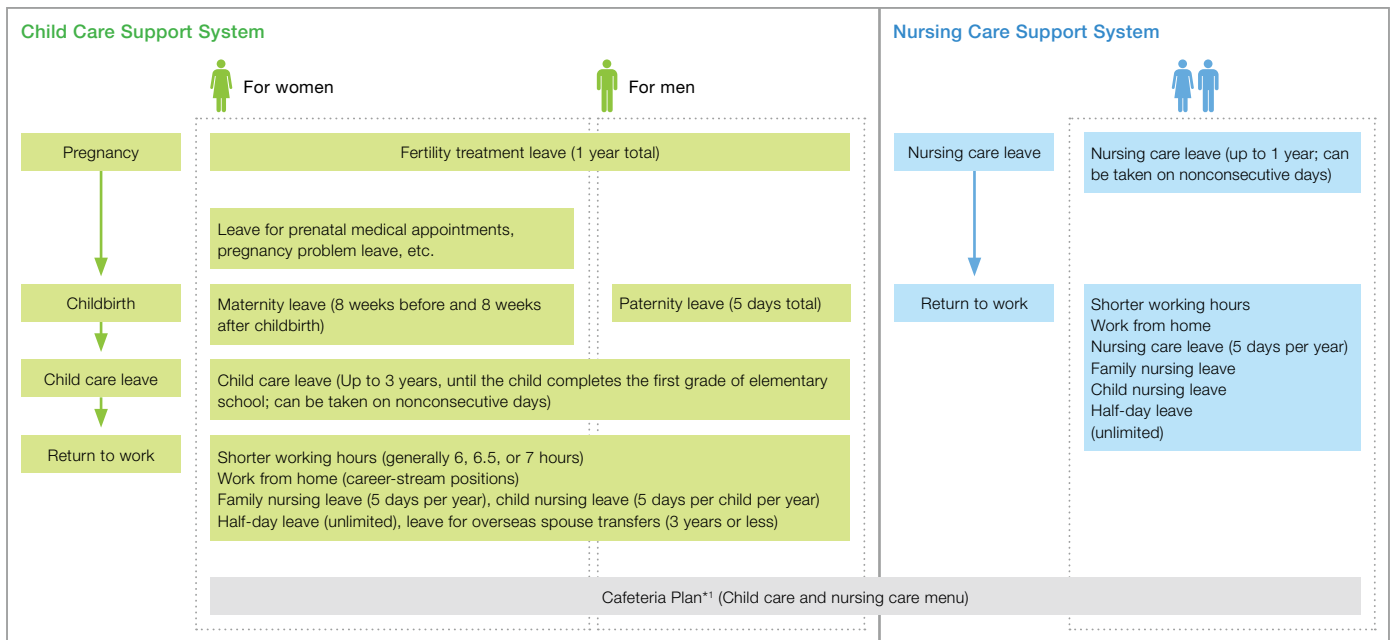 Child Care Support System
For women
For men
Pregnancy
Fertility treatment leave (1 year total)
Leave for prenatal medical appointments,
pregnancy problem leave, etc.
Childbirth
Maternity leave (8 weeks before and 8 weeks
after childbirth)
Paternity leave (5 days total)
Child care leave
Child care leave (Up to 3 years, until the child completes the first grade of elementary
school; can be taken on nonconsecutive days)
Return to work
Shorter working hours (generally 6, 6.5, or 7 hours)
Work from home (career-stream positions)
Family nursing leave (5 days per year), child nursing leave (5 days per child per year)
Half-day leave (unlimited), leave for overseas spouse transfers (3 years or less)
Nursing Care Support System
Nursing care leave
Nursing care leave (up to 1 year; can
be taken on nonconsecutive days)
Return to work
Shorter working hours
Work from home
Nursing care leave (5 days per year)
Family nursing leave
Child nursing leave
Half-day leave
(unlimited)
Cafeteria Plan*1 (Child care and nursing care menu)